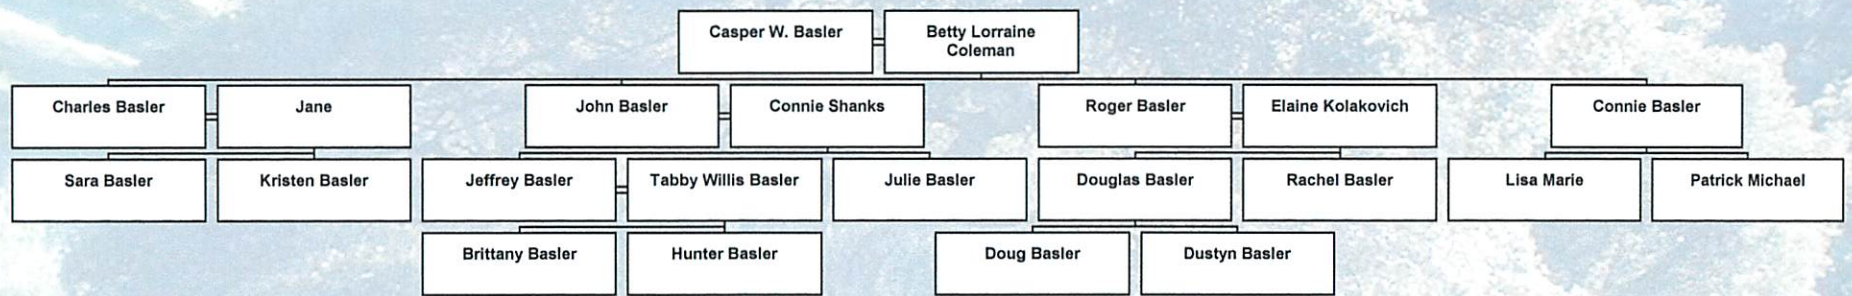 Casper W. Basler
Betty Lorraine
Coleman
Charles Basler
Jane
John Basler
Connie Shanks
Roger Basler
Elaine Kolakovich
Connie Basler
Sara Basler
Kristen Basler
Jeffrey Basler
Tabby Willis Basler
Julie Basler
Douglas Basler
Rachel Basler
Lisa Marie
Patrick Michael
Brittany Basler
Hunter Basler
Doug Basler
Dustyn Basler